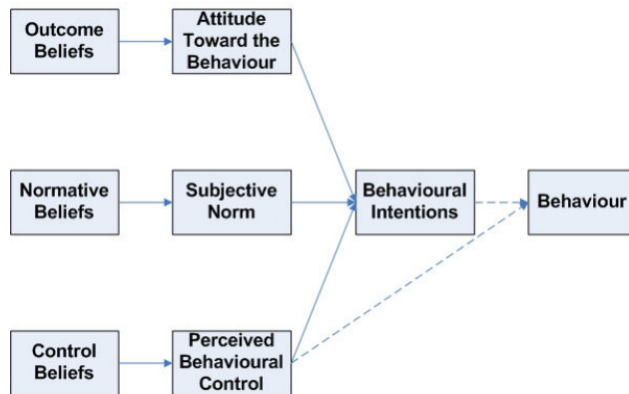 Outcome
Beliefs
Attitude
Toward the
Behaviour
Normative
Beliefs
Subjective
Norm
Behavioural
Intentions
Behaviour
Control
Beliefs
Perceived
Behavioural
Control